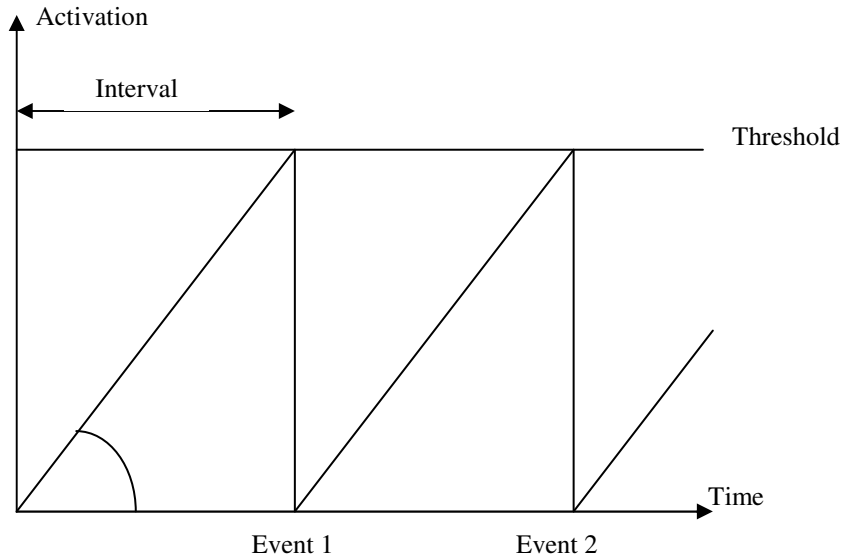 Activation
Interval
Threshold
Time
Event 1
Event 2